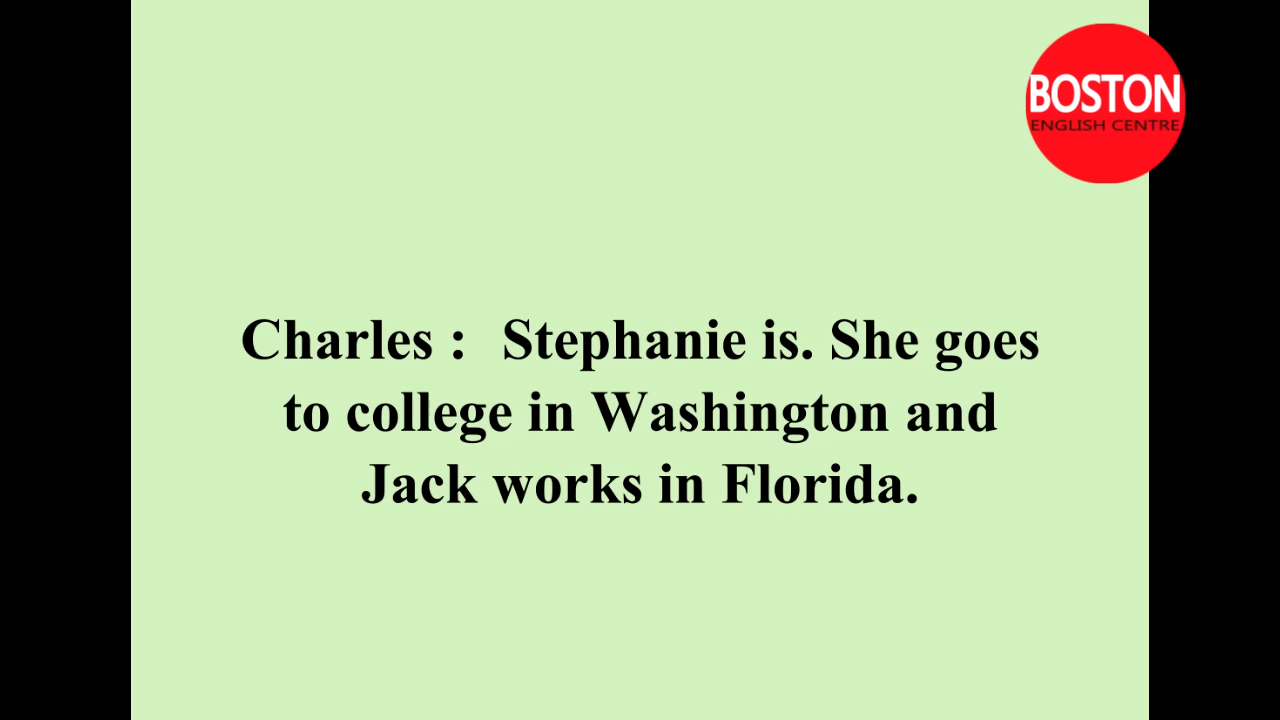 BOSTON
ENGLISH CENTRE
Charles : Stephanie is. She goes
to college in Washington and
Jack works in Florida.